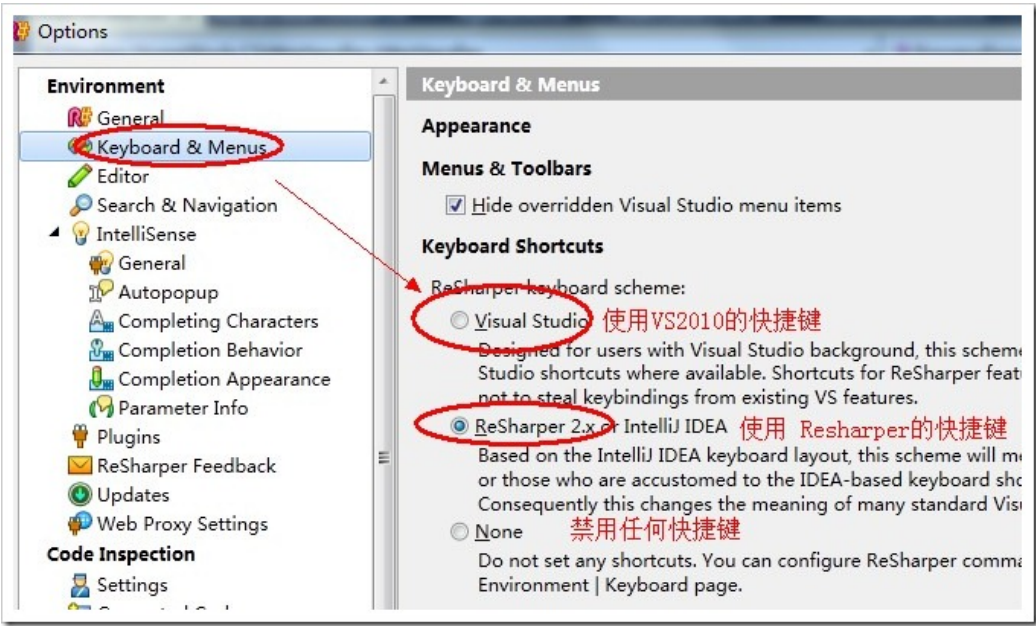 Options
Environment
General
Keyboard & Menus
Editor
Search & Navigation
IntelliSense
General
Autopopup
Completing Characters
Completion Behavior
Completion Appearance
Parameter Info
Plugins
ReSharper Feedback
Updates
Web Proxy Settings
Code Inspection
Settings
Keyboard & Menus
Appearance
Menus & Toolbars
Hide overridden Visual Studio menu items
Keyboard Shortcuts
ReSharper keyboard scheme:
Visual Studio 使用VS2010的快捷键
Designed for users with Visual Studio background, this scheme
Studio shortcuts where available. Shortcuts for ReSharper feat
not to steal keybindings from existing VS features.
ReSharper 2.x or IntelliJ IDEA 使用 Resharper的快捷键
Based on the IntelliJ IDEA keyboard layout, this scheme will m
or those who are accustomed to the IDEA-based keyboard sho
Consequently this changes the meaning of many standard Vis
None 禁用任何快捷键
Do not set any shortcuts. You can configure ReSharper comma
Environment | Keyboard page.